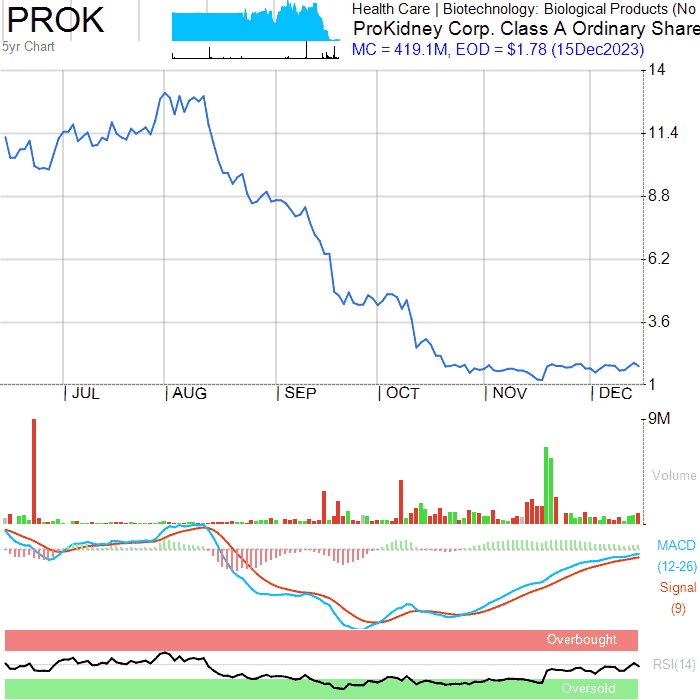 PROK
5yr Chart
Health Care | Biotechnology: Biological Products (No
ProKidney Corp. Class A Ordinary Share
MC = 419.1M, EOD = $1.78 (15Dec2023)
14
11.4
8.8
6.2
3.6
1
JUL AUG SEP OCT NOV DEC
9M
Volume
MACD
(12-26)
Signal
(9)
Overbought
RSI(14)
Oversold